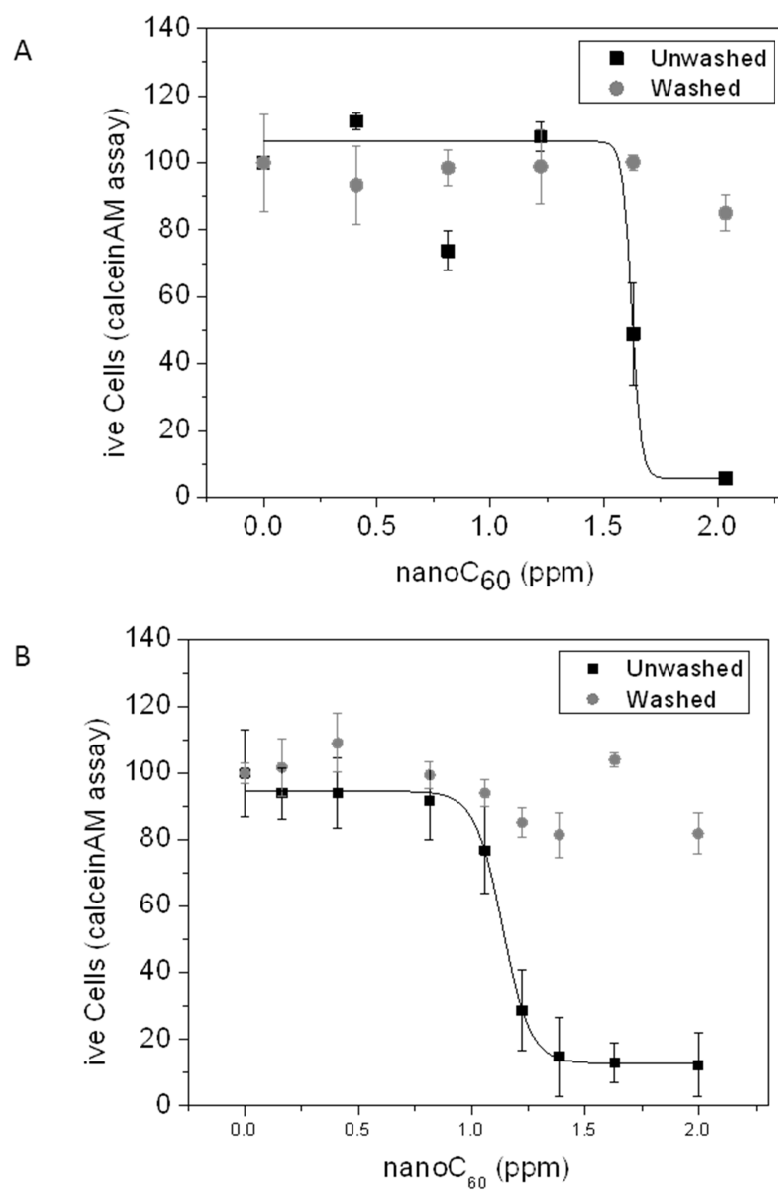 A
ive Cells (calceinAM assay)
140
120
100
80
60
40
20
0
Unwashed
Washed
0.0 0.5 1.0 1.5 2.0
nanoC60 (ppm)
B
ive Cells (calceinAM assay)
140
120
100
80
60
40
20
0
Unwashed
Washed
0.0 0.5 1.0 1.5 2.0
nanoC60 (ppm)